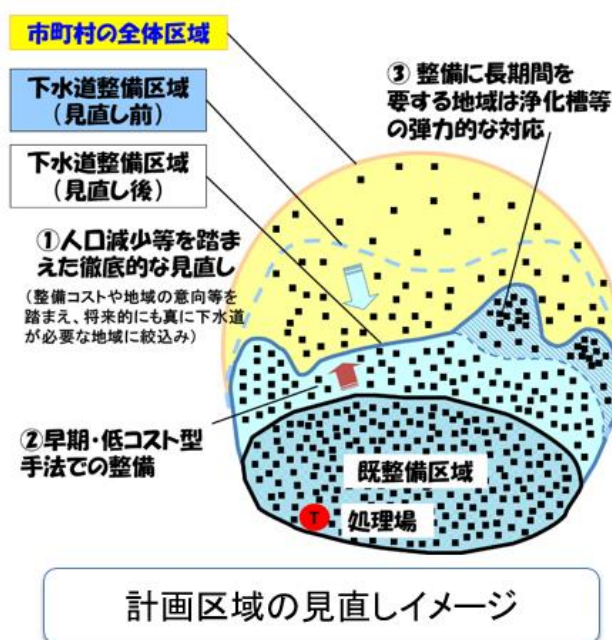 市町村の全体区域
下水道整備区域
（見直し前）
下水道整備区域
（見直し後）
③ 整備に長期間を
要する地域は浄化槽等
の弾力的な対応
①人口減少等を踏ま
えた徹底的な見直し
（整備コストや地域の意向等を
踏まえ、将来的にも真に下水道
が必要な地域に絞込み）
②早期・低コスト型
手法での整備
既整備区域
T 処理場
計画区域の見直しイメージ